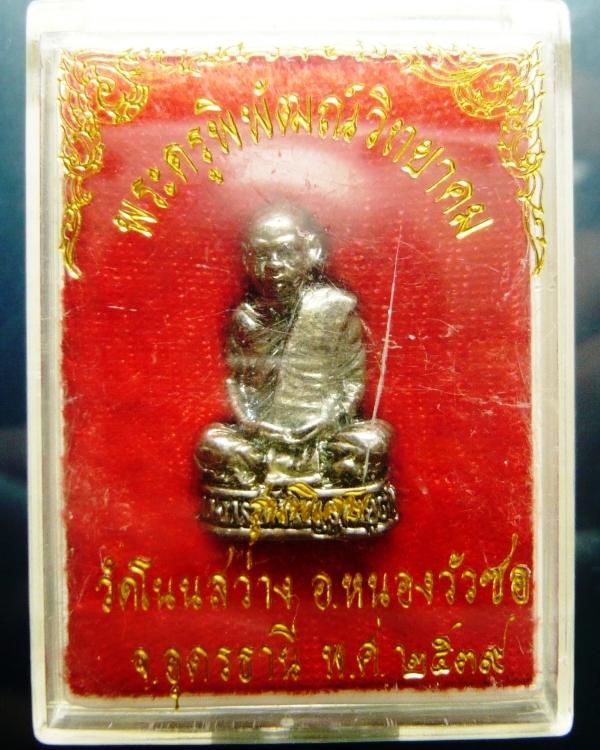 พระครูพิพัฒน์วิทยาคม
วัดโนนสว่าง อ.หนองวัวซอ
จ.อุดรธานี พ.ศ.๒๕๓๙